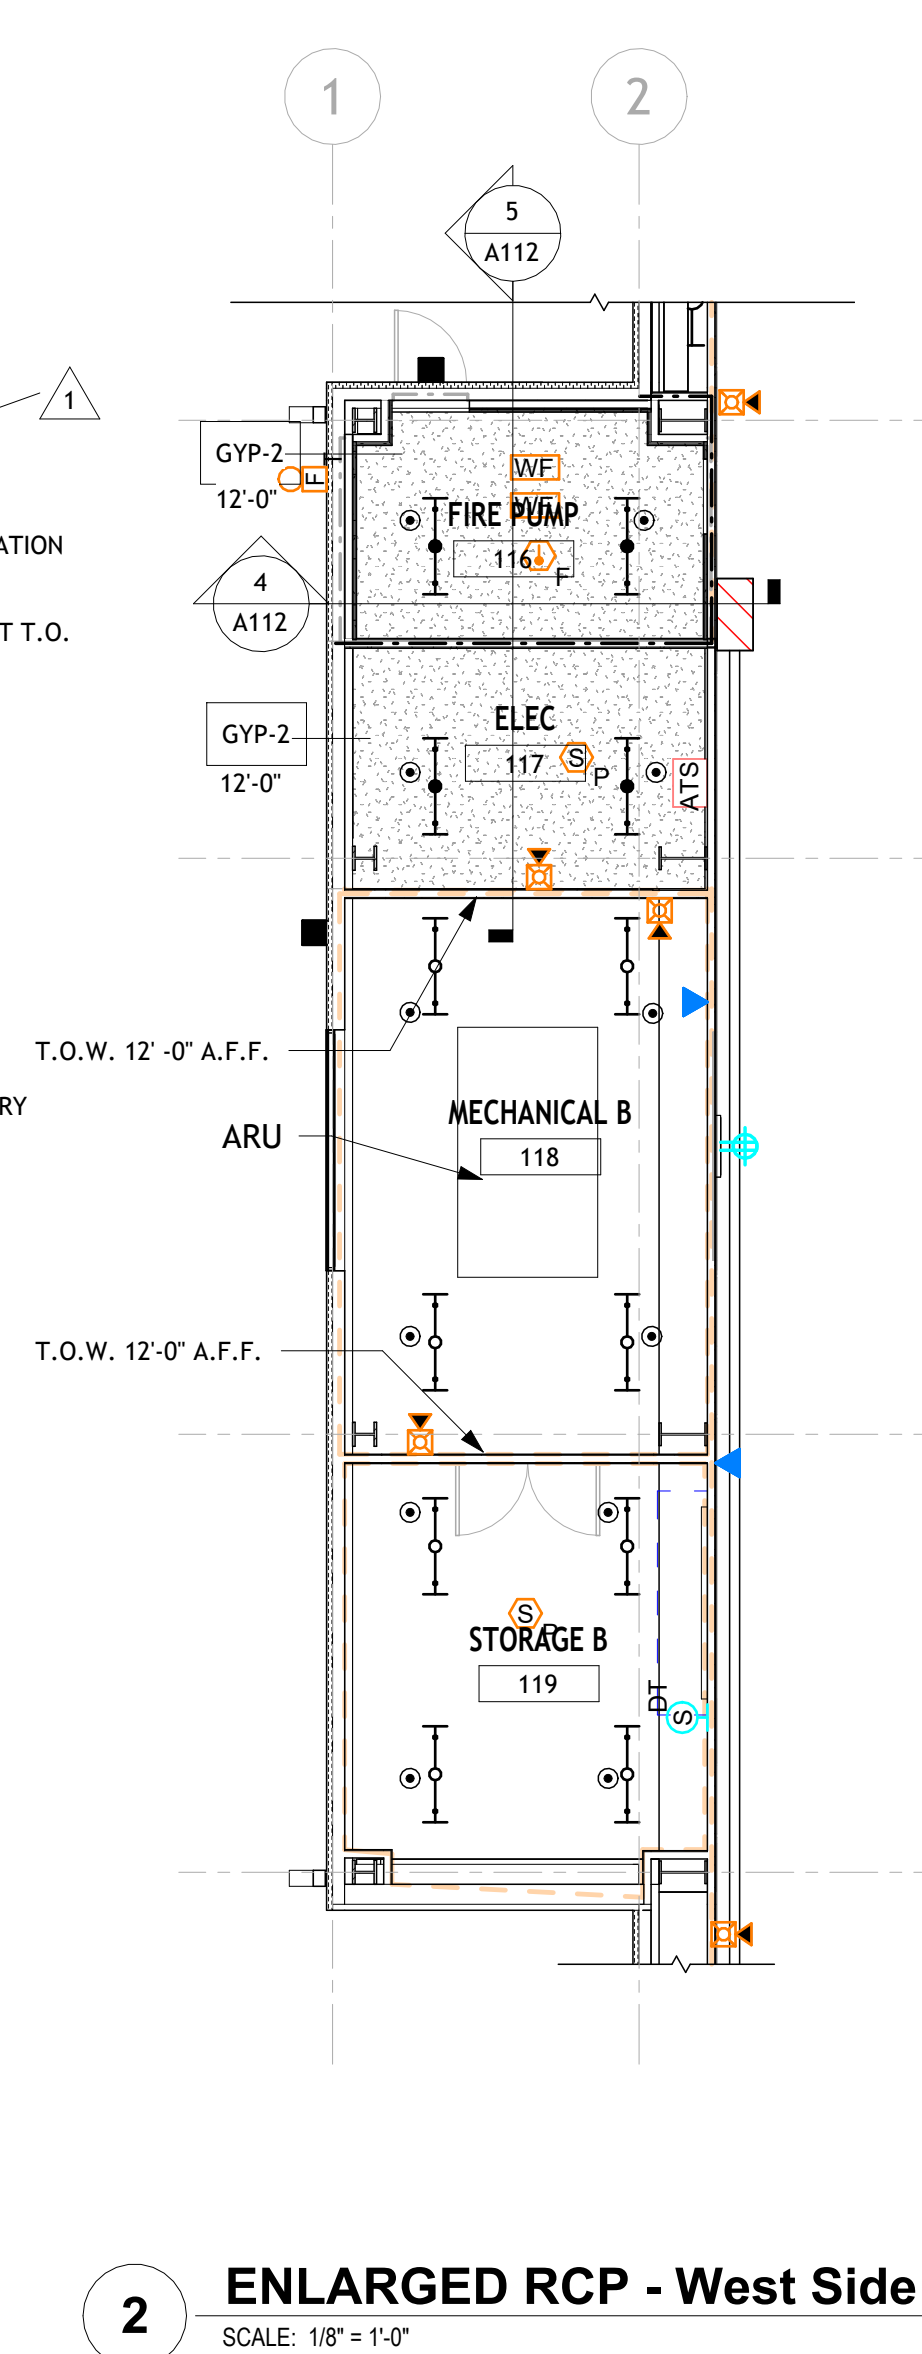 1
2
5
A112
1
GYP-2
12'-0"
F
WF
WF
FIRE PUMP
116
F
ATION
4
A112
T T.O.
ELEC
GYP-2
117
S
P
ATS
12'-0"
T.O.W. 12' -0" A.F.F.
RY
MECHANICAL B
ARU
118
T.O.W. 12'-0" A.F.F.
S
P
STORAGE B
119
DT
S
2
ENLARGED RCP - West Side
SCALE: 1/8" = 1'-0"